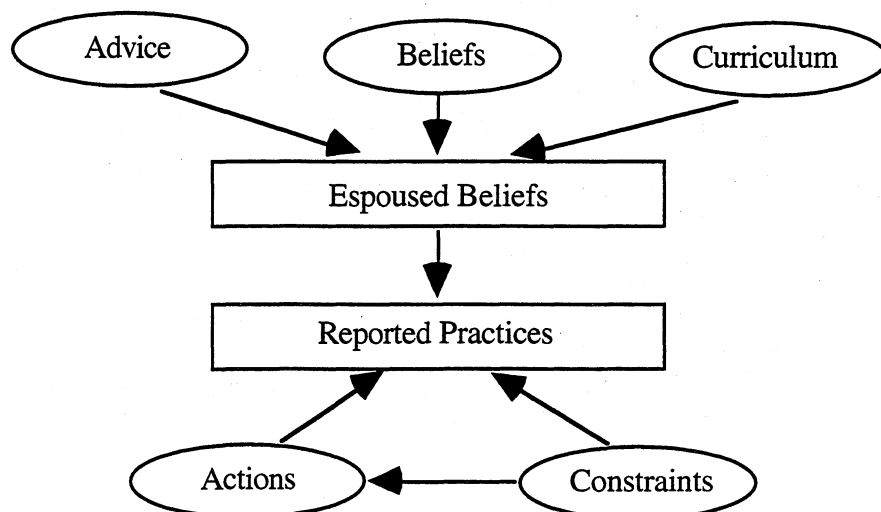 Advice
Beliefs
Curriculum
Espoused Beliefs
Reported Practices
Actions
Constraints